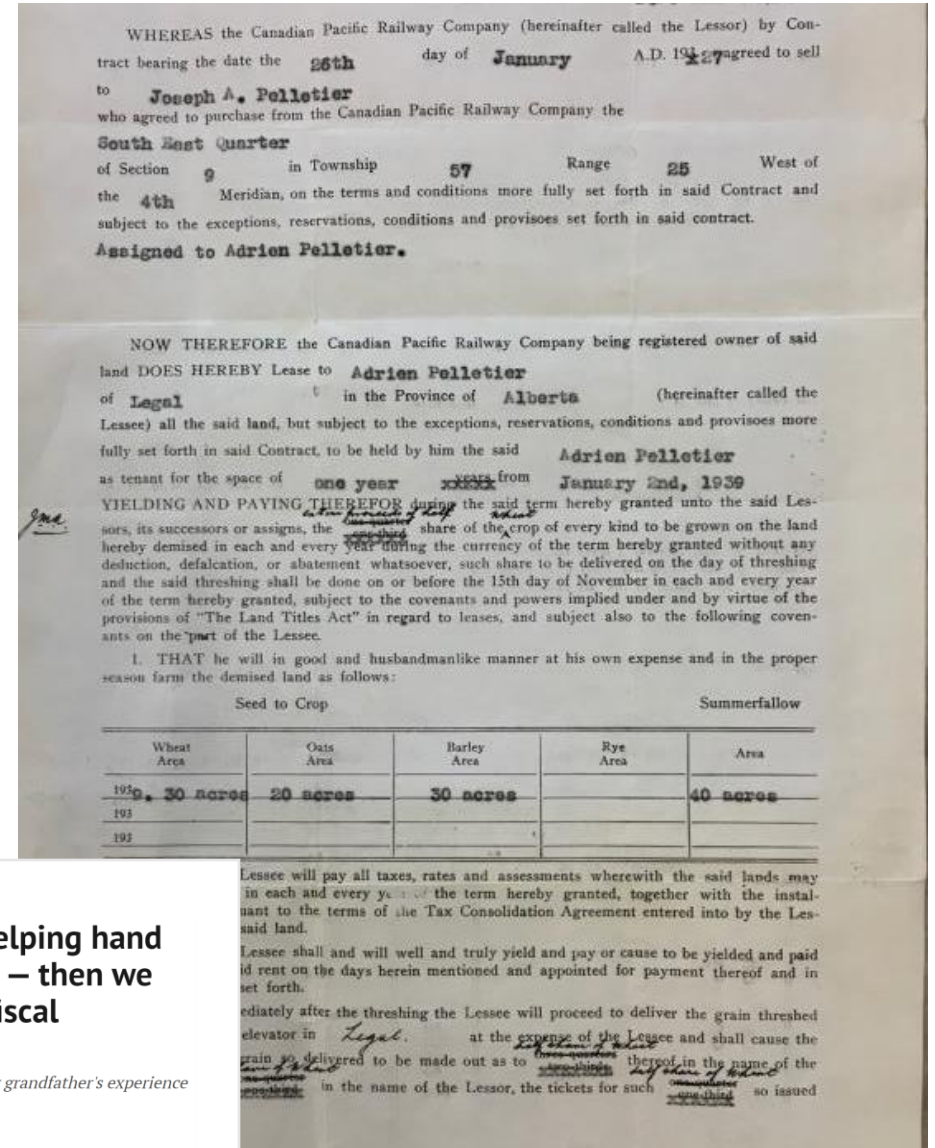 WHEREAS the Canadian Pacific Railway Company (hereinafter called the Lessor) by Con-
tract bearing the date the 26th day of January A.D. 1927 agreed to sell
to Joseph A. Pelletier
who agreed to purchase from the Canadian Pacific Railway Company the
South East Quarter
of Section 9 in Township 57 Range 25 West of
the 4th Meridian, on the terms and conditions more fully set forth in said Contract and
subject to the exceptions, reservations, conditions and provisoes set forth in said contract.
Assigned to Adrien Pelletier.
NOW THEREFORE the Canadian Pacific Railway Company being registered owner of said
land DOES HEREBY Lease to Adrien Pelletier
of Legal in the Province of Alberta (hereinafter called the
Lessee) all the said land, but subject to the exceptions, reservations, conditions and provisoes more
fully set forth in said Contract, to be held by him the said Adrien Pelletier
as tenant for the space of one year from January 2nd, 1939
YIELDING AND PAYING THEREFOR during the said term hereby granted unto the said Les-
sors, its successors or assigns, the share of the wheat crop of every kind to be grown on the land
hereby demised in each and every year during the currency of the term hereby granted without any
deduction, defalcation, or abatement whatsoever, such share to be delivered on the day of threshing
and the said threshing shall be done on or before the 15th day of November in each and every year
of the term hereby granted, subject to the covenants and powers implied under and by virtue of the
provisions of "The Land Titles Act" in regard to leases, and subject also to the following coven-
ants on the part of the Lessee.
1. THAT he will in good and husbandmanlike manner at his own expense and in the proper
season farm the demised land as follows:
Seed to Crop Summerfallow
Wheat Area Oats Area Barley Area Rye Area Area
1939. 30 acres 20 acres 30 acres 40 acres
193
193
Lessee will pay all taxes, rates and assessments wherewith the said lands may
in each and every of the term hereby granted, together with the instal-
uant to the terms of the Tax Consolidation Agreement entered into by the Les-
said land.
Lessee shall and will well and truly yield and pay or cause to be yielded and paid
id rent on the days herein mentioned and appointed for payment thereof and in
set forth.
ediately after the threshing the Lessee will proceed to deliver the grain threshed
elevator in Legal. at the expense of the Lessee and shall cause the
grain so delivered to be made out as to half share of wheat thereof in the name of the
in the name of the Lessor, the tickets for such half share of wheat so issued
elping hand
– then we
iscal
grandfather's experience